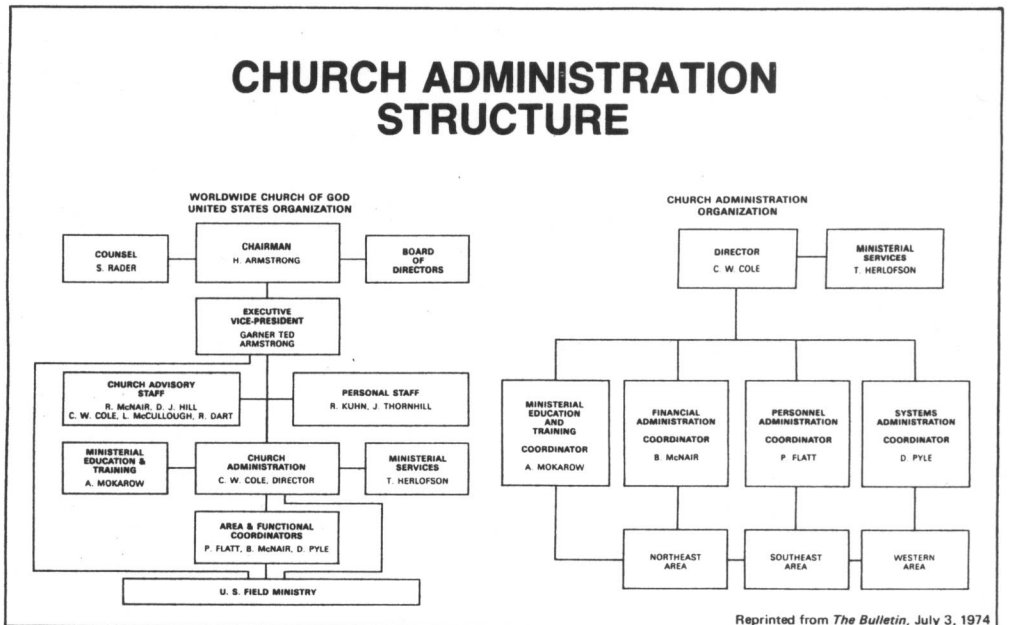 CHURCH ADMINISTRATION
STRUCTURE
WORLDWIDE CHURCH OF GOD
UNITED STATES ORGANIZATION
COUNSEL
S. RADER
CHAIRMAN
H. ARMSTRONG
BOARD
OF
DIRECTORS
EXECUTIVE
VICE-PRESIDENT
GARNER TED
ARMSTRONG
CHURCH ADVISORY
STAFF
R. McNAIR, D. J. HILL
C. W. COLE, L. McCULLOUGH, R. DART
PERSONAL STAFF
R. KUHN, J. THORNHILL
MINISTERIAL
EDUCATION &
TRAINING
A. MOKAROW
CHURCH
ADMINISTRATION
C. W. COLE, DIRECTOR
MINISTERIAL
SERVICES
T. HERLOFSON
AREA & FUNCTIONAL
COORDINATORS
P. FLATT, B. McNAIR, D. PYLE
U. S. FIELD MINISTRY
CHURCH ADMINISTRATION
ORGANIZATION
DIRECTOR
C. W. COLE
MINISTERIAL
SERVICES
T. HERLOFSON
MINISTERIAL
EDUCATION
AND
TRAINING
COORDINATOR
A. MOKAROW
FINANCIAL
ADMINISTRATION
COORDINATOR
B. McNAIR
PERSONNEL
ADMINISTRATION
COORDINATOR
P. FLATT
SYSTEMS
ADMINISTRATION
COORDINATOR
D. PYLE
NORTHEAST
AREA
SOUTHEAST
AREA
WESTERN
AREA
Reprinted from The Bulletin, July 3, 1974